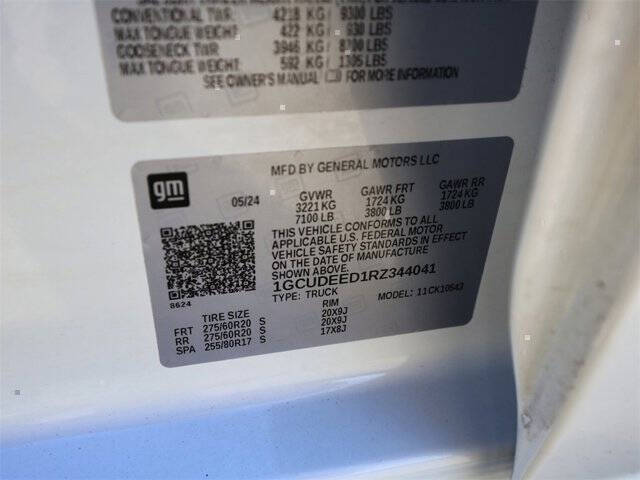 CONVENTIONAL TWR: 4218 KG / 9300 LBS
MAX TONGUE WEIGHT: 422 KG / 930 LBS
GOOSENECK TWR 3946 KG / 8700 LBS
MAX TONGUE WEIGHT: 592 KG / 1305 LBS
SEE OWNER'S MANUAL FOR MORE INFORMATION
gm
MFD BY GENERAL MOTORS LLC
05/24 GVWR GAWR FRT GAWR RR
3221 KG 1724 KG 1724 KG
7100 LB 3800 LB 3800 LB
THIS VEHICLE CONFORMS TO ALL
APPLICABLE U.S. FEDERAL MOTOR
VEHICLE SAFETY STANDARDS IN EFFECT
ON THE DATE OF MANUFACTURE
SHOWN ABOVE.
1GCUDEED1RZ344041
8624
TYPE: TRUCK MODEL: 11CK10543
TIRE SIZE RIM
FRT 275/60R20 S 20X9J
RR 275/60R20 S 20X9J
SPA 255/80R17 S 17X8J